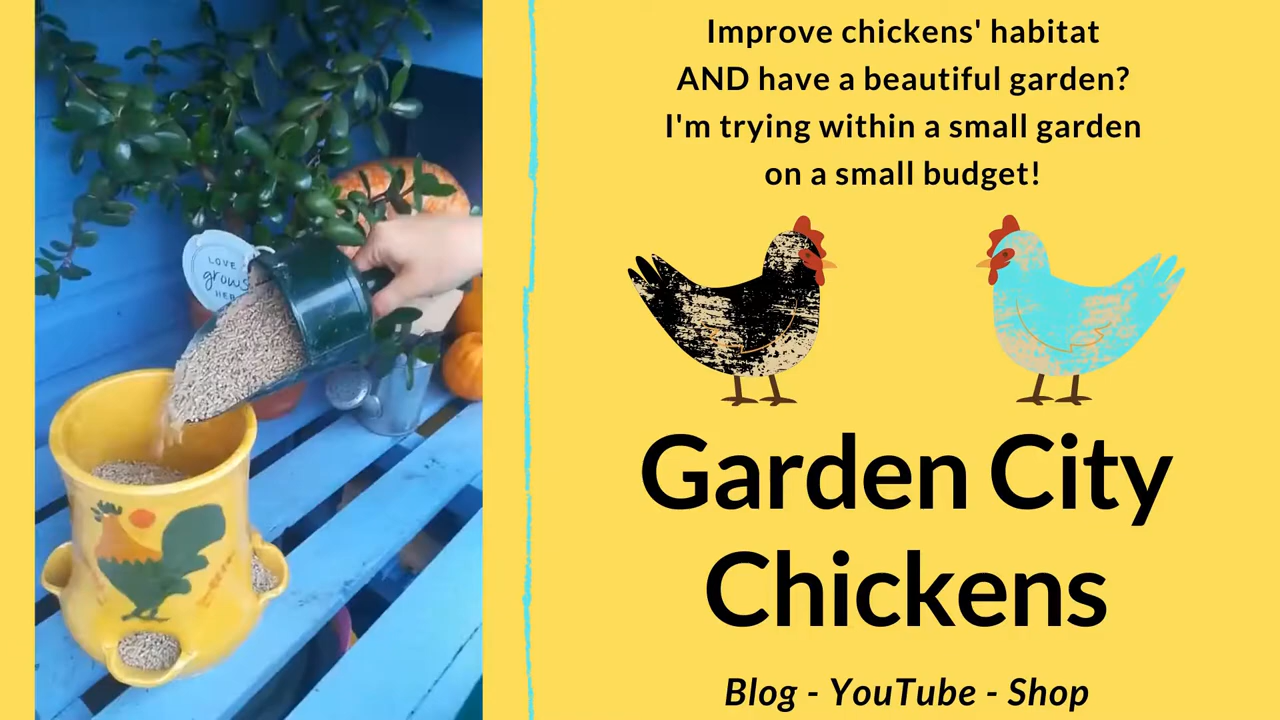 LOVE
grows
Improve chickens' habitat
AND have a beautiful garden?
I'm trying within a small garden
on a small budget!
Garden City
Chickens
Blog - YouTube - Shop